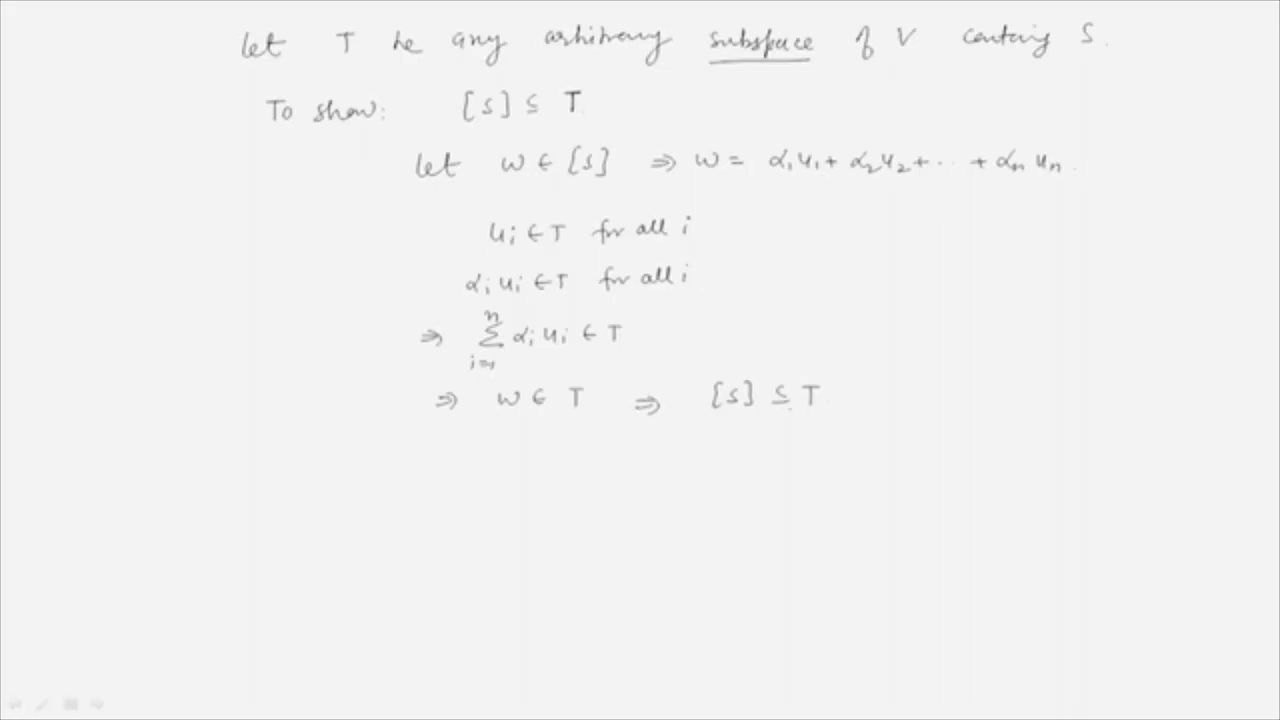 let T be any arbitrary subspace of V containing S.
To show: [S] ⊆ T
let w ∈ [S] ⇒ w = α₁u₁ + α₂u₂ + ... + αₙuₙ.
uᵢ ∈ T for all i
αᵢuᵢ ∈ T for all i
⇒ ∑ᵢ₌₁ⁿ αᵢuᵢ ∈ T
⇒ w ∈ T ⇒ [S] ⊆ T.